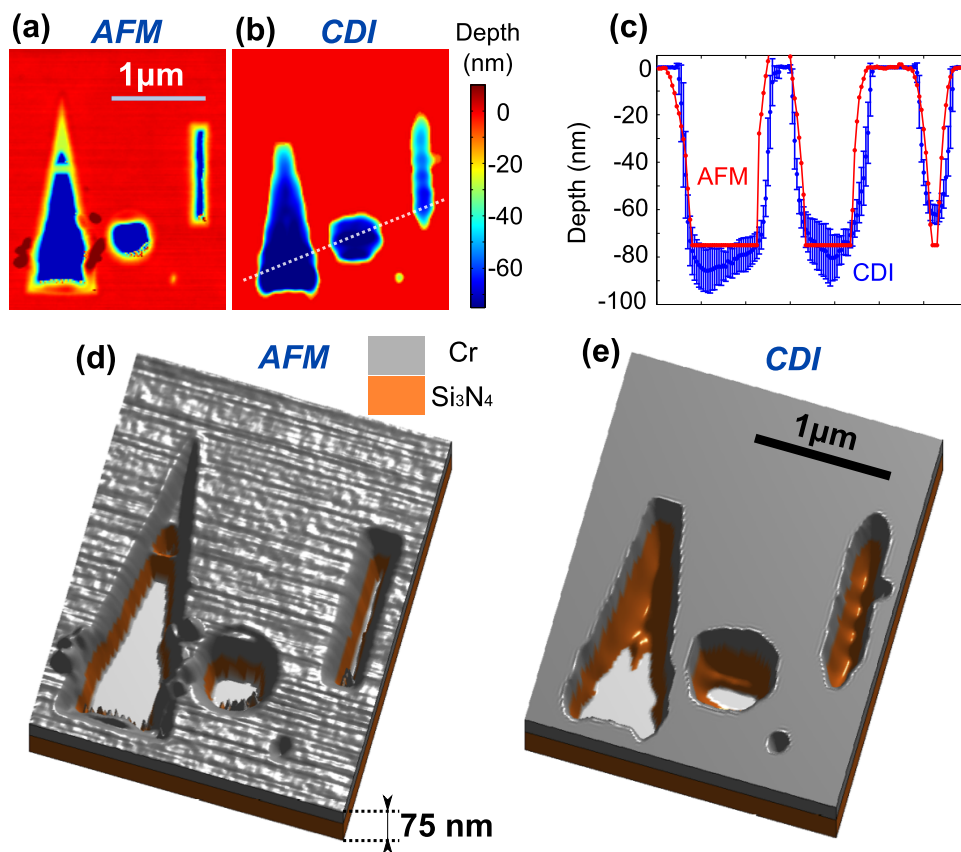 (a) AFM
1μm
(b) CDI
Depth
(nm)
0
-20
-40
-60
(c)
0
-20
-40
-60
-80
-100
Depth (nm)
AFM
CDI
(d) AFM
Cr
Si₃N₄
75 nm
(e) CDI
1μm